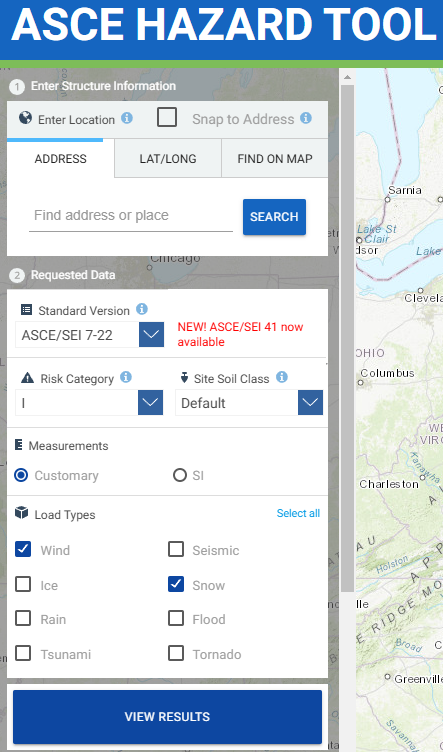 ASCE HAZARD TOOL
1 Enter Structure Information
Enter Location
Snap to Address
ADDRESS
LAT/LONG
FIND ON MAP
Find address or place
SEARCH
Chicago
2 Requested Data
Standard Version
ASCE/SEI 7-22
NEW! ASCE/SEI 41 now
available
Risk Category
Site Soil Class
I
Default
Measurements
Customary
SI
Load Types
Select all
Wind
Seismic
Ice
Snow
Rain
Flood
Tsunami
Tornado
VIEW RESULTS
Sarnia
Lake St
Clair
dsor
Lake
Clevela
OHIO
Columbus
WE
VIRG
Charleston
Kanawha
Holston
A P P
AU
lle
E RIDGE MO
Broad
C
Greenville
Savannah